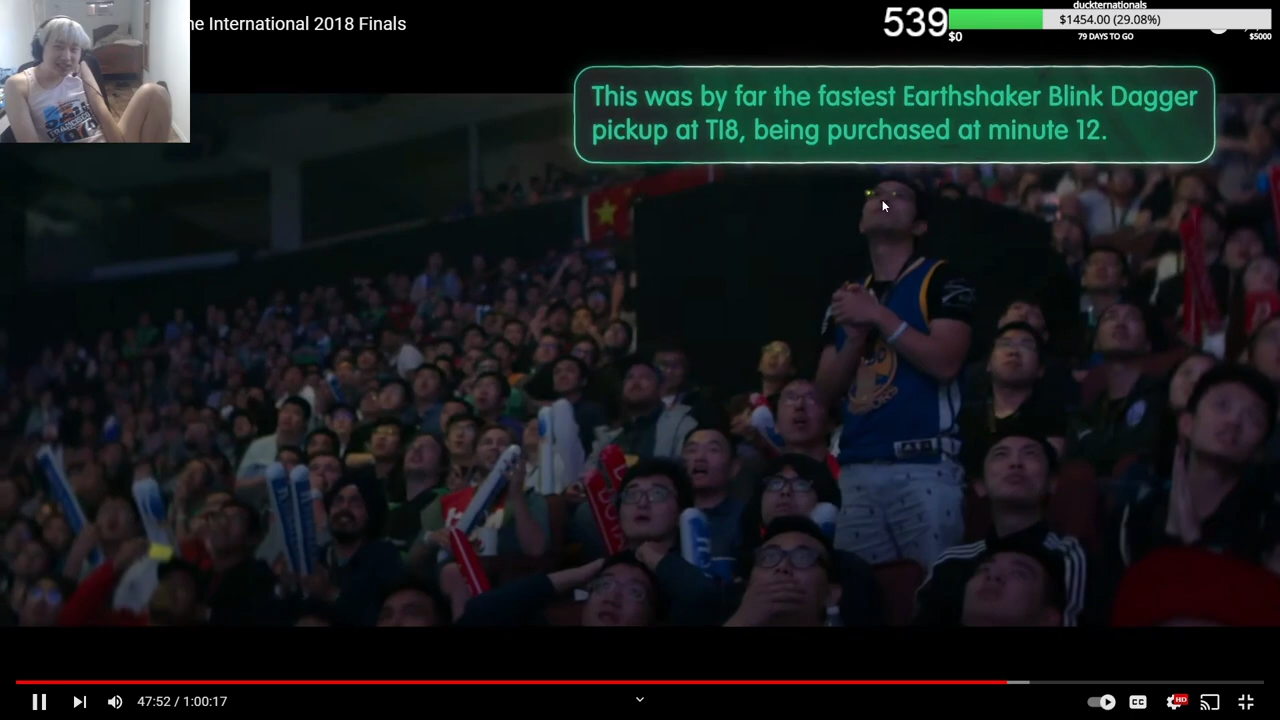 he International 2018 Finals
539
duckternationals
$1454.00 (29.08%)
$0
79 DAYS TO GO
$5000
This was by far the fastest Earthshaker Blink Dagger
pickup at TI8, being purchased at minute 12.
47:52 / 1:00:17
CC
HD